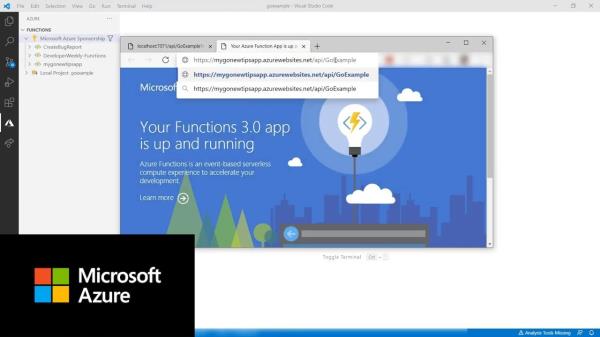 File Edit Selection View Go Run Terminal Help
goexample - Visual Studio Code
AZURE
FUNCTIONS
Microsoft Azure Sponsorship
CreateBugReport
DeveloperWeekly-Functions
mygonewtipsapp
Local Project goexample
localhost:7071/api/GoExample?
Your Azure Function App is up a
https://mygonewtipsapp.azurewebsites.net/api/GoExample
https://mygonewtipsapp.azurewebsites.net/api/GoExample
https://mygonewtipsapp.azurewebsites.net/api/GoExample
Microsof
Your Functions 3.0 app
is up and running
Azure Functions is an event-based serverless
compute experience to accelerate your
development.
Learn more
Toggle Terminal Ctrl + `
Microsoft
Azure
Analysis Tools Missing